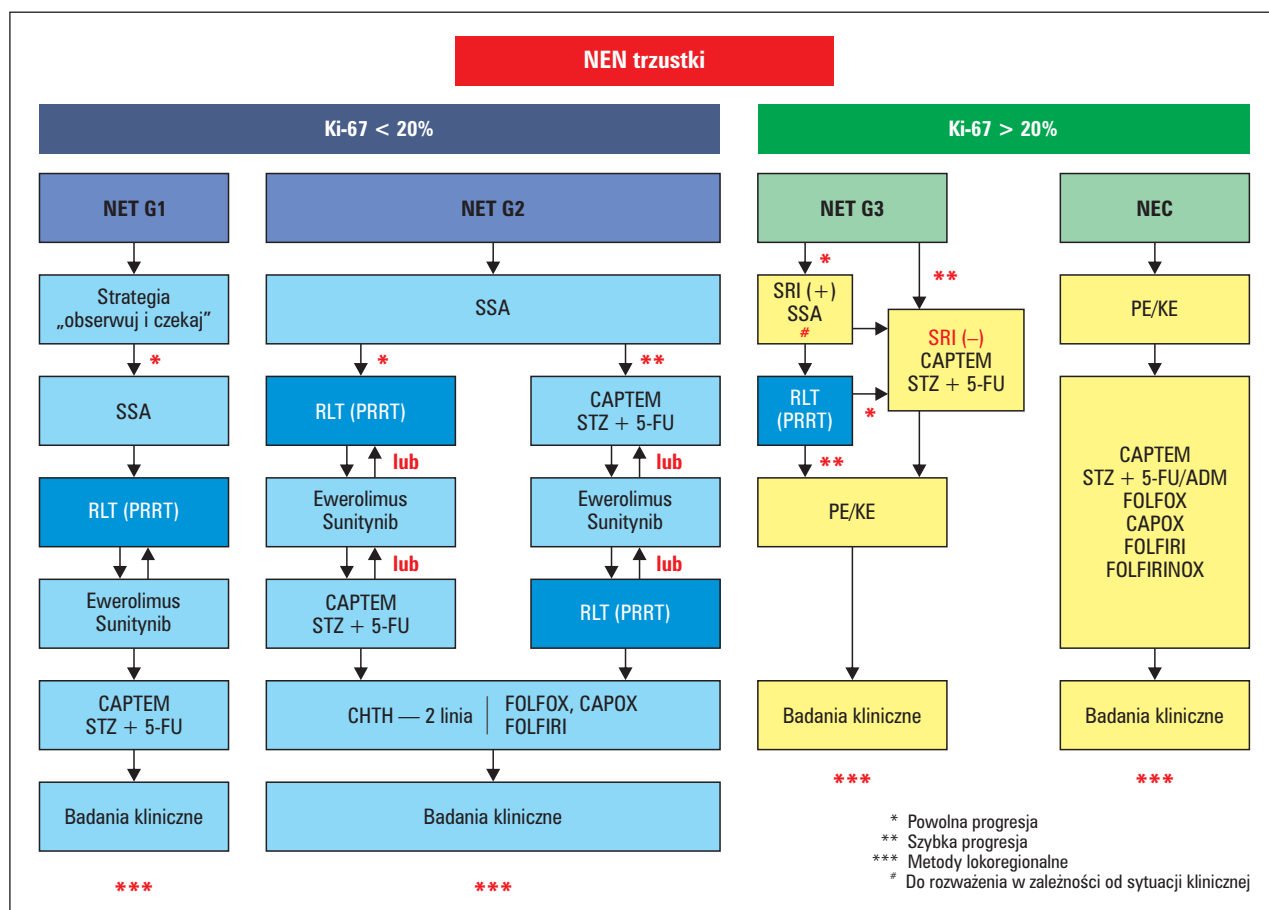 NEN trzustki
Ki-67 < 20%
NET G1
Strategia
„obserwuj i czekaj”
*
SSA
RLT (PRRT)
Ewerolimus
Sunitynib
CAPTEM
STZ + 5-FU
Badania kliniczne
***
NET G2
SSA
*
RLT (PRRT)
lub
Ewerolimus
Sunitynib
lub
CAPTEM
STZ + 5-FU
**
CAPTEM
STZ + 5-FU
lub
Ewerolimus
Sunitynib
lub
RLT (PRRT)
CHTH — 2 linia
FOLFOX, CAPOX
FOLFIRI
Badania kliniczne
***
Ki-67 > 20%
NET G3
*
SRI (+)
SSA
#
RLT
(PRRT)
*
**
**
SRI (–)
CAPTEM
STZ + 5-FU
PE/KE
Badania kliniczne
***
NEC
PE/KE
CAPTEM
STZ + 5-FU/ADM
FOLFOX
CAPOX
FOLFIRI
FOLFIRINOX
Badania kliniczne
***
* Powolna progresja
** Szybka progresja
*** Metody lokoregionalne
# Do rozważenia w zależności od sytuacji klinicznej